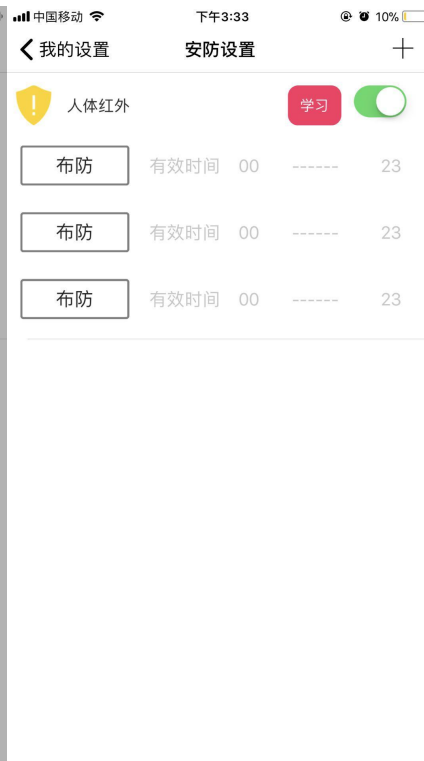 中国移动 下午3:33 10%
我的设置 安防设置
人体红外 学习
布防 有效时间 00 ------ 23
布防 有效时间 00 ------ 23
布防 有效时间 00 ------ 23